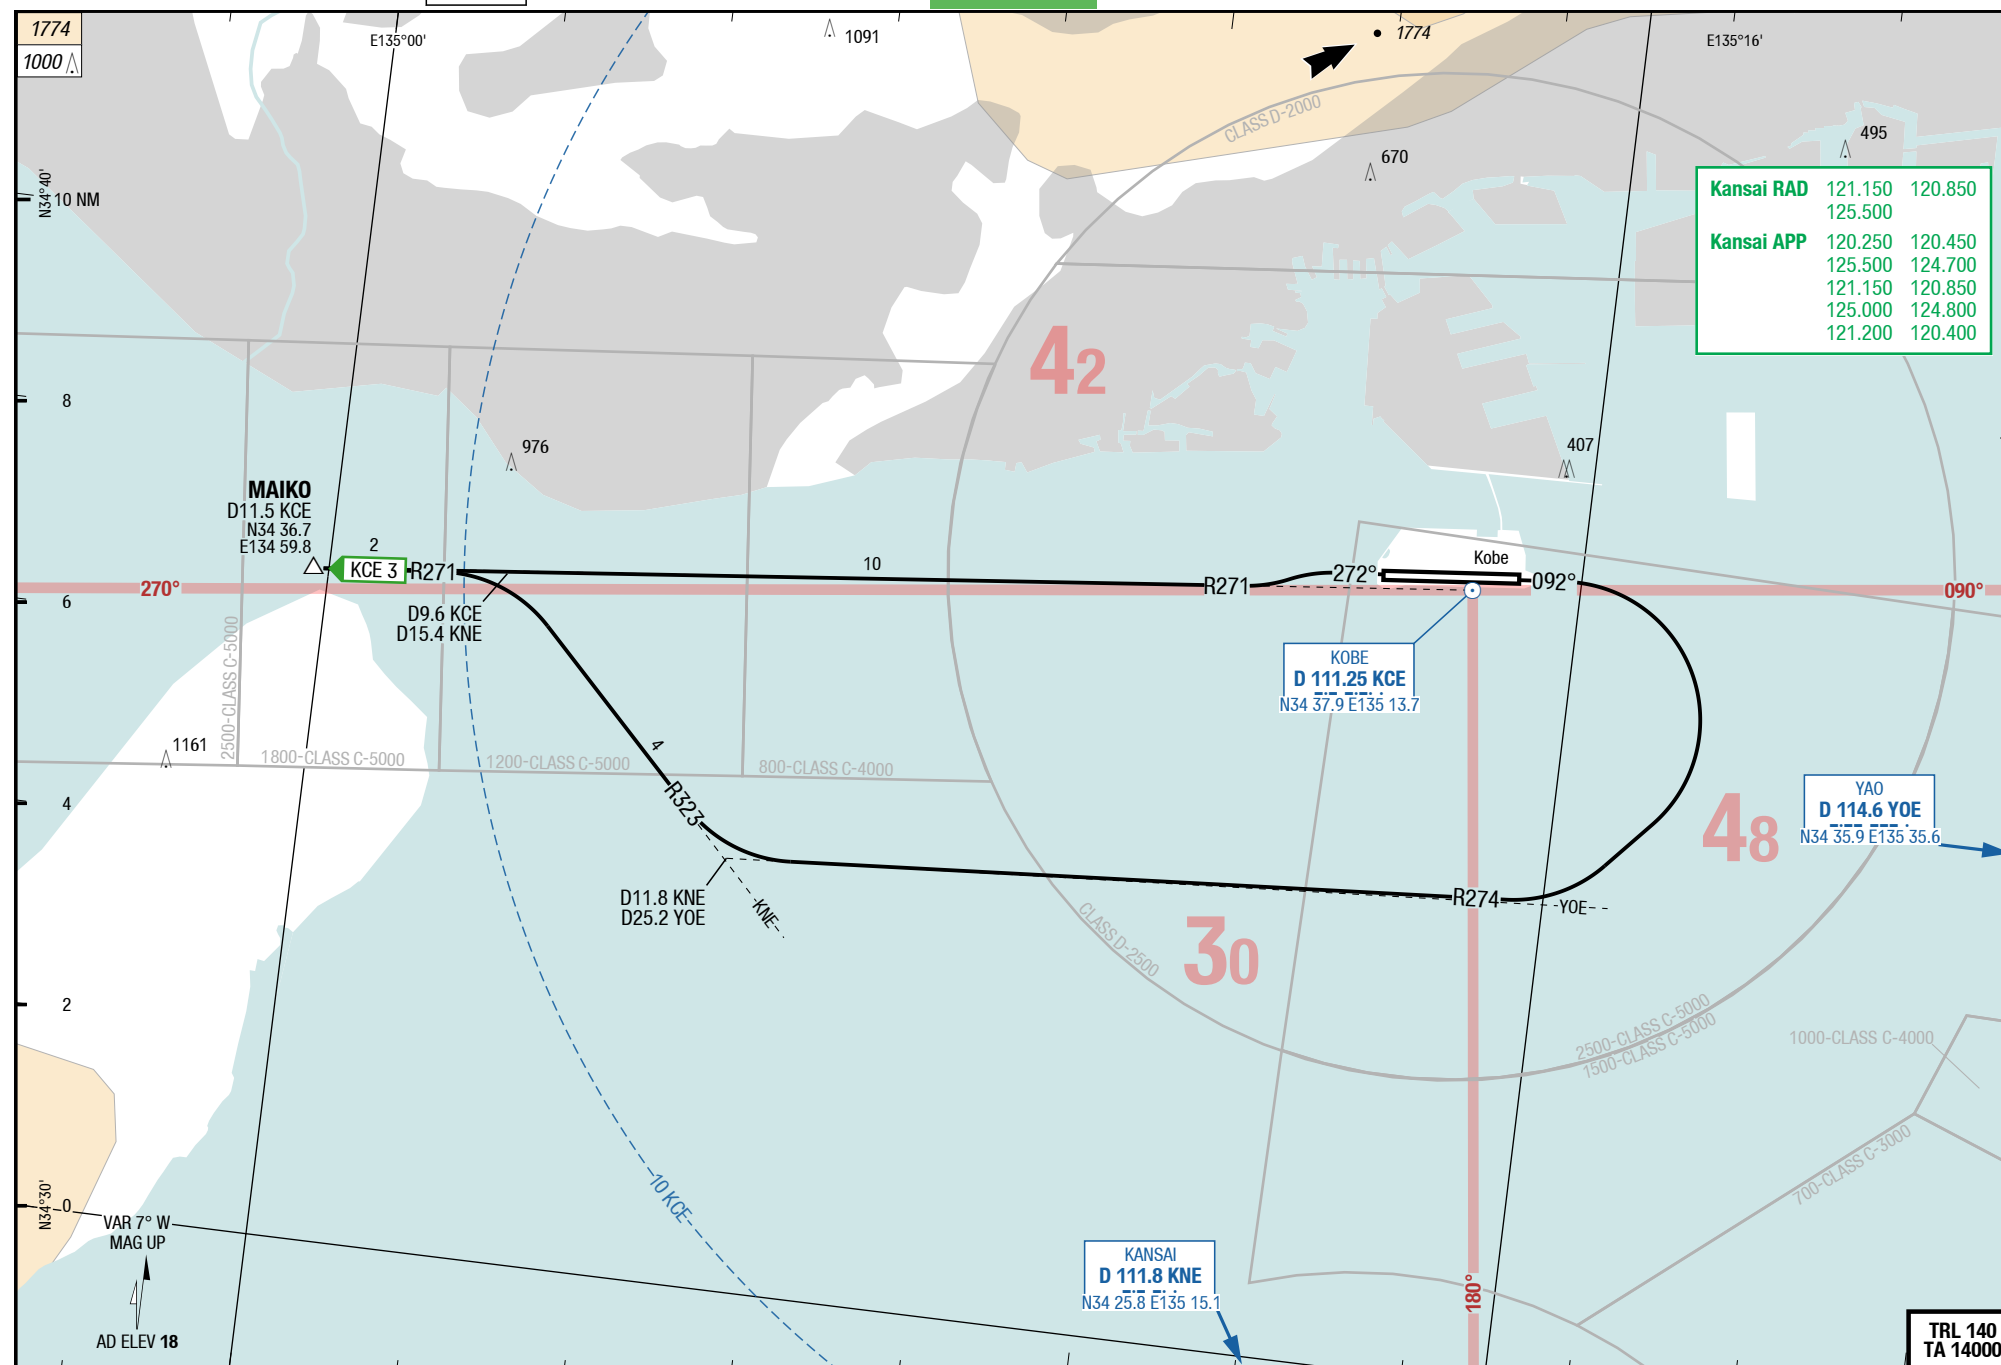 1774
1000
E135°00'
1091
1774
E135°16'
CLASS D-2000
495
670
N34°40'
10 NM
Kansai RAD 121.150 120.850
125.500
Kansai APP 120.250 120.450
125.500 124.700
121.150 120.850
125.000 124.800
121.200 120.400
42
8
976
407
MAIKO
D11.5 KCE
N34 36.7
E134 59.8
2
KCE 3
R271
10
R271
272°
Kobe
092°
270°
090°
6
D9.6 KCE
D15.4 KNE
2500-CLASS C-5000
KOBE
D 111.25 KCE
N34 37.9 E135 13.7
1161
1800-CLASS C-5000
1200-CLASS C-5000
800-CLASS C-4000
4
R323
4
48
YAO
D 114.6 YOE
N34 35.9 E135 35.6
D11.8 KNE
D25.2 YOE
KNE
R274
YOE
CLASS D-2500
30
2
2500-CLASS C-5000
1500-CLASS C-5000
1000-CLASS C-4000
700-CLASS C-3000
10 KCE
N34°30'
0
VAR 7° W
MAG UP
AD ELEV 18
KANSAI
D 111.8 KNE
N34 25.8 E135 15.1
180°
TRL 140
TA 14000